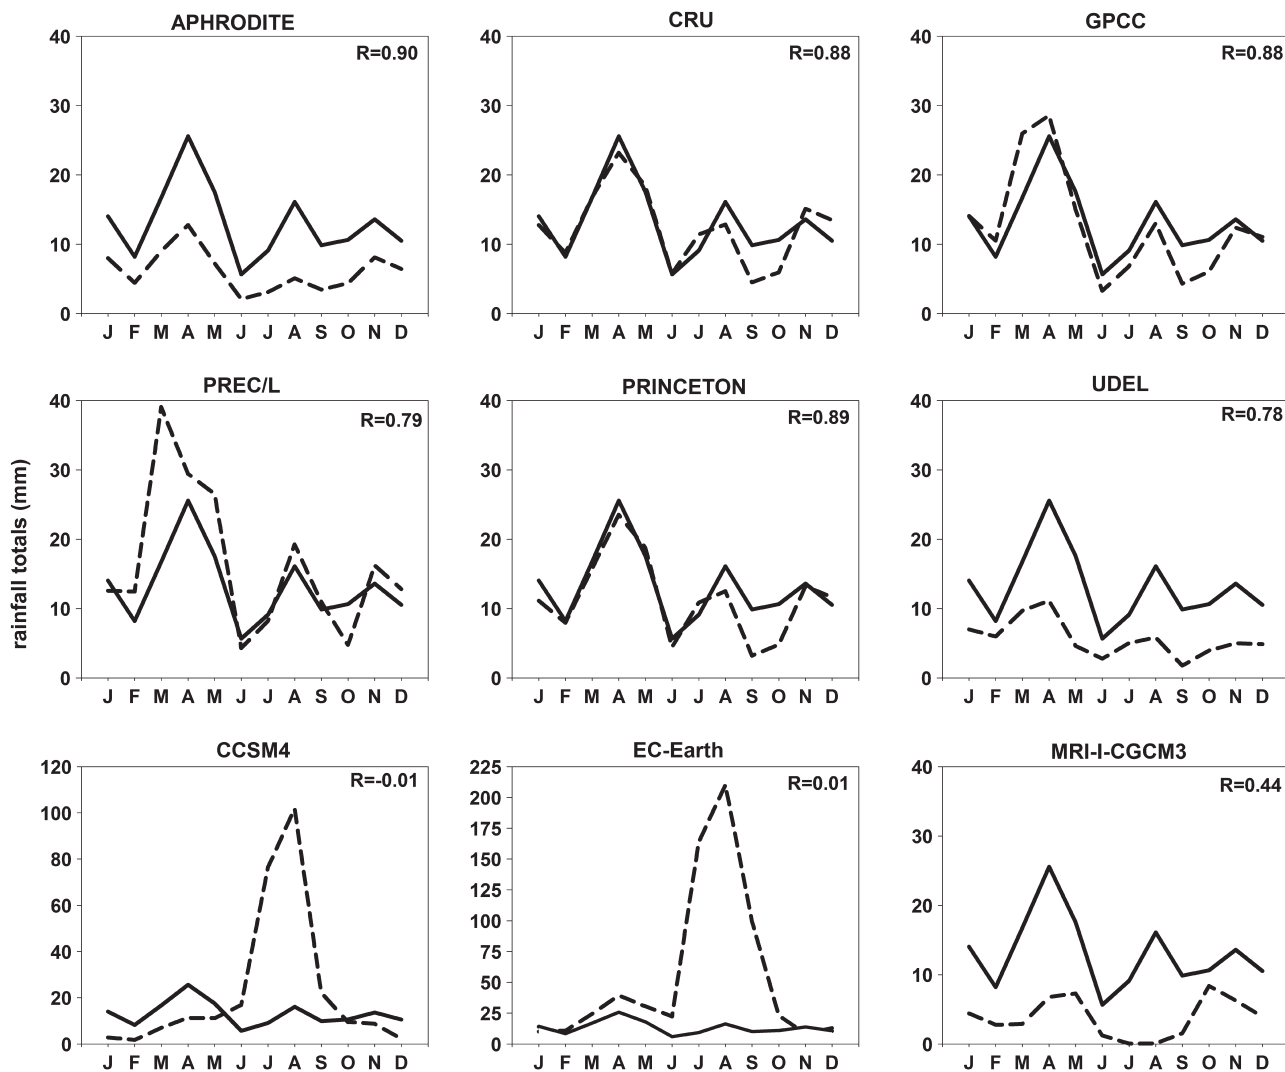 APHRODITE
CRU
GPCC
R=0.90
R=0.88
R=0.88
40
30
20
10
0
40
30
20
10
0
40
30
20
10
0
J F M A M J J A S O N D
J F M A M J J A S O N D
J F M A M J J A S O N D
rainfall totals (mm)
PREC/L
PRINCETON
UDEL
R=0.79
R=0.89
R=0.78
40
30
20
10
0
40
30
20
10
0
40
30
20
10
0
J F M A M J J A S O N D
J F M A M J J A S O N D
J F M A M J J A S O N D
CCSM4
EC-Earth
MRI-I-CGCM3
R=-0.01
R=0.01
R=0.44
120
100
80
60
40
20
0
225
200
175
150
125
100
75
50
25
0
40
30
20
10
0
J F M A M J J A S O N D
J F M A M J J A S O N D
J F M A M J J A S O N D